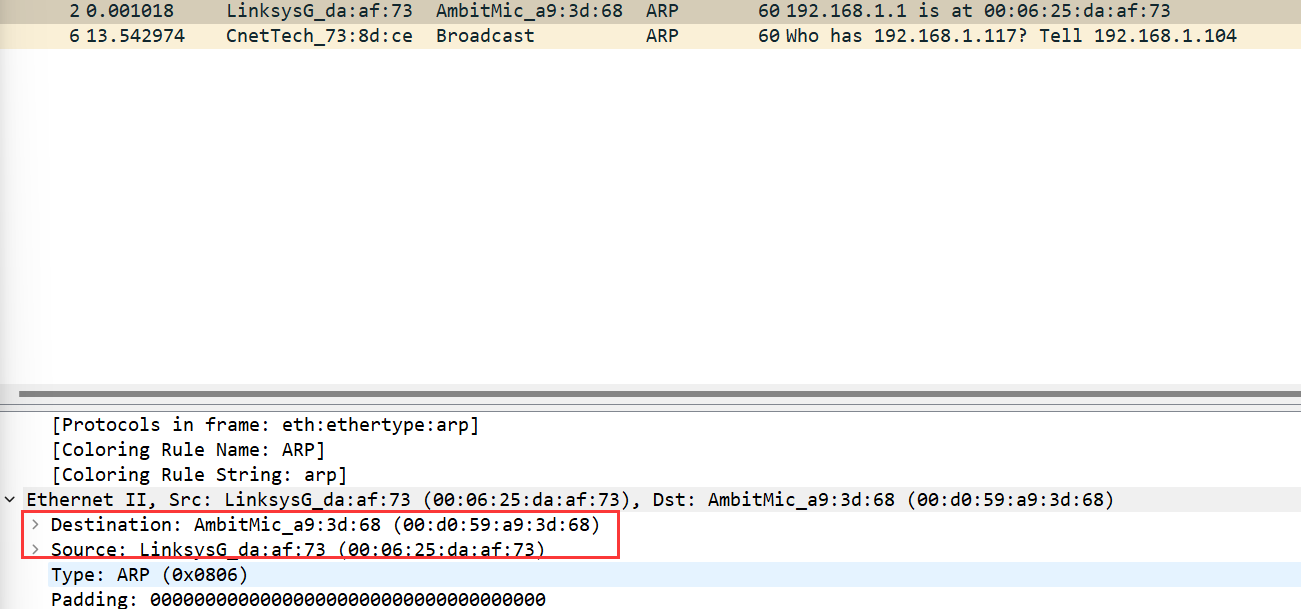 2 0.001018 LinksysG_da:af:73 AmbitMic_a9:3d:68 ARP 60 192.168.1.1 is at 00:06:25:da:af:73
6 13.542974 CnetTech_73:8d:ce Broadcast ARP 60 Who has 192.168.1.117? Tell 192.168.1.104
[Protocols in frame: eth:ethertype:arp]
[Coloring Rule Name: ARP]
[Coloring Rule String: arp]
Ethernet II, Src: LinksysG_da:af:73 (00:06:25:da:af:73), Dst: AmbitMic_a9:3d:68 (00:d0:59:a9:3d:68)
Destination: AmbitMic_a9:3d:68 (00:d0:59:a9:3d:68)
Source: LinksysG_da:af:73 (00:06:25:da:af:73)
Type: ARP (0x0806)
Padding: 000000000000000000000000000000000000